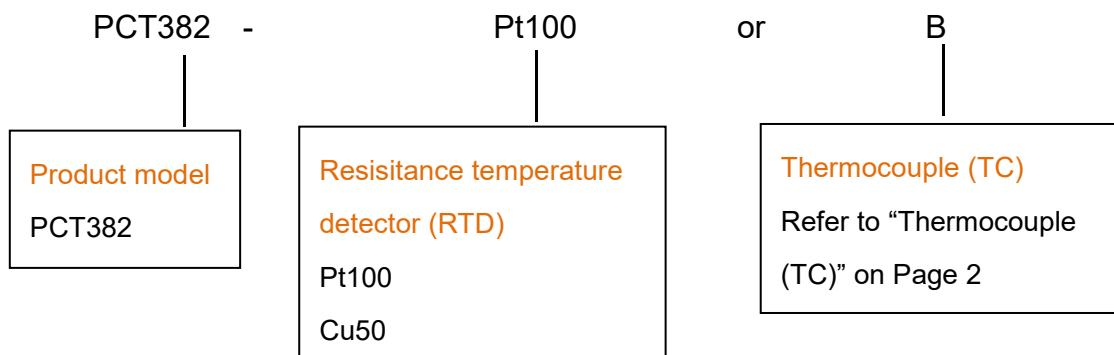 PCT382 - Pt100 or B
Product model
PCT382
Resisitance temperature
detector (RTD)
Pt100
Cu50
Thermocouple (TC)
Refer to “Thermocouple
(TC)” on Page 2